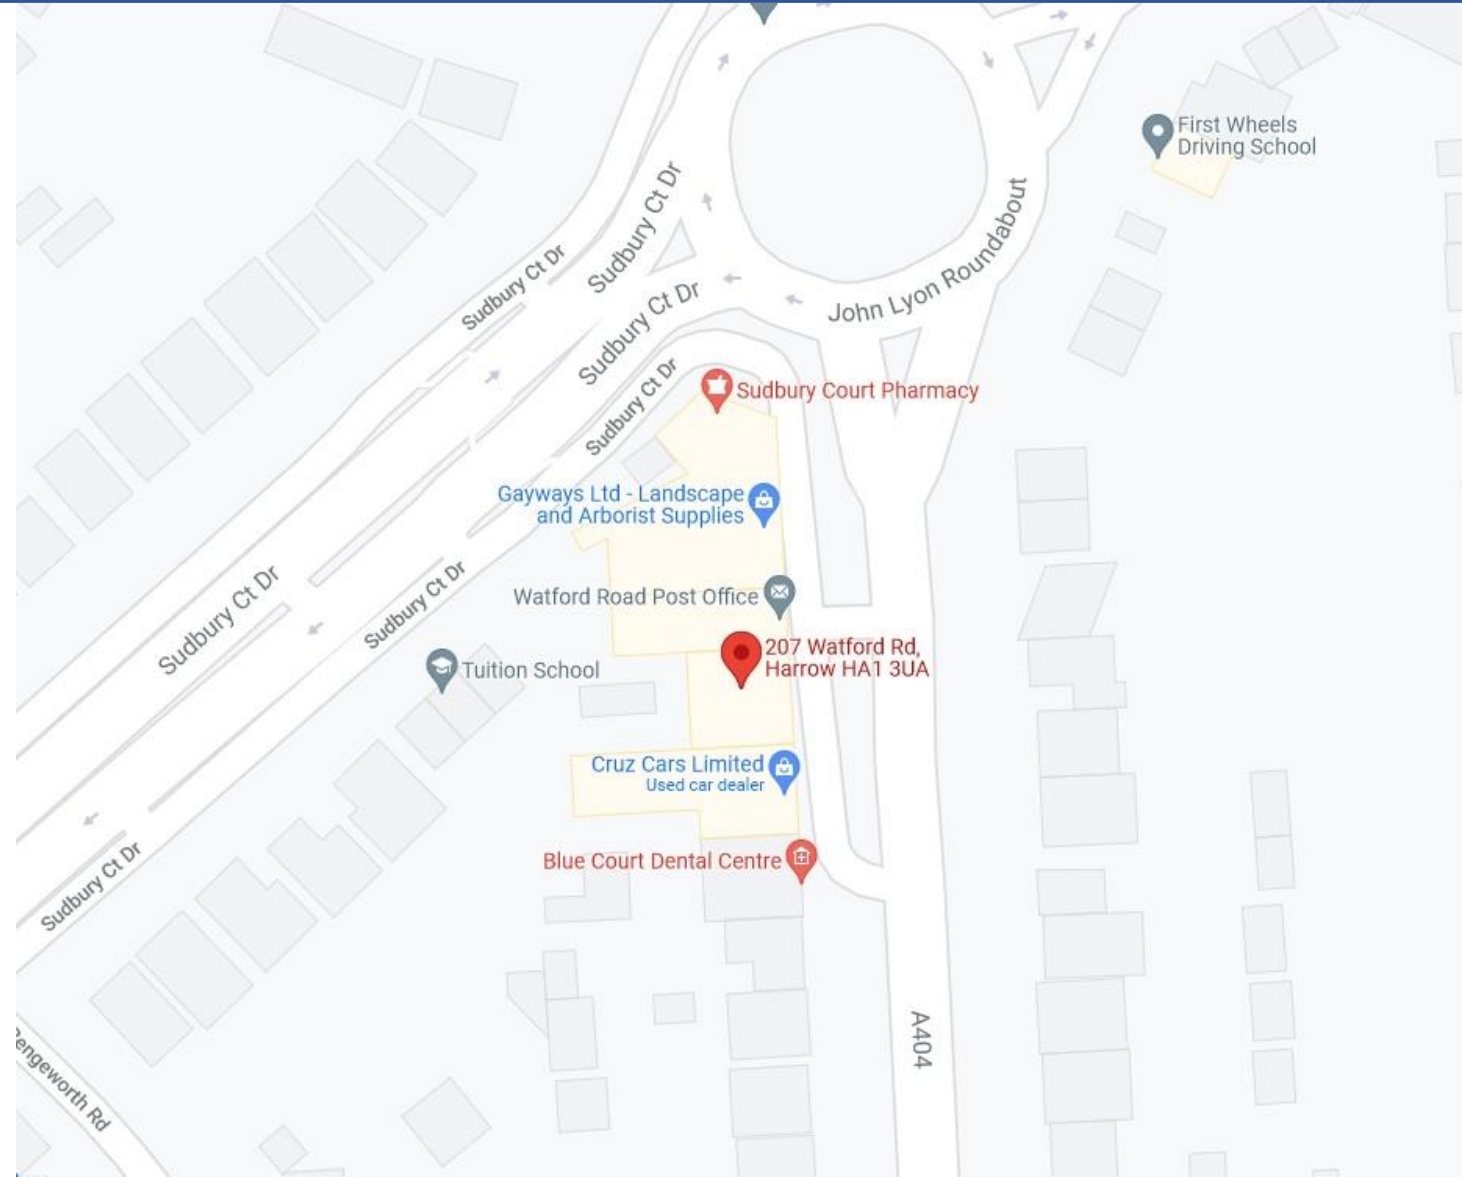 First Wheels
Driving School
Sudbury Ct Dr
Sudbury Ct Dr
John Lyon Roundabout
Sudbury Ct Dr
Sudbury Ct Dr
Sudbury Court Pharmacy
Gayways Ltd - Landscape
and Arborist Supplies
Watford Road Post Office
Sudbury Ct Dr
Sudbury Ct Dr
207 Watford Rd,
Harrow HA1 3UA
Tuition School
Cruz Cars Limited
Used car dealer
Blue Court Dental Centre
Sudbury Ct Dr
A404
engeworth Rd